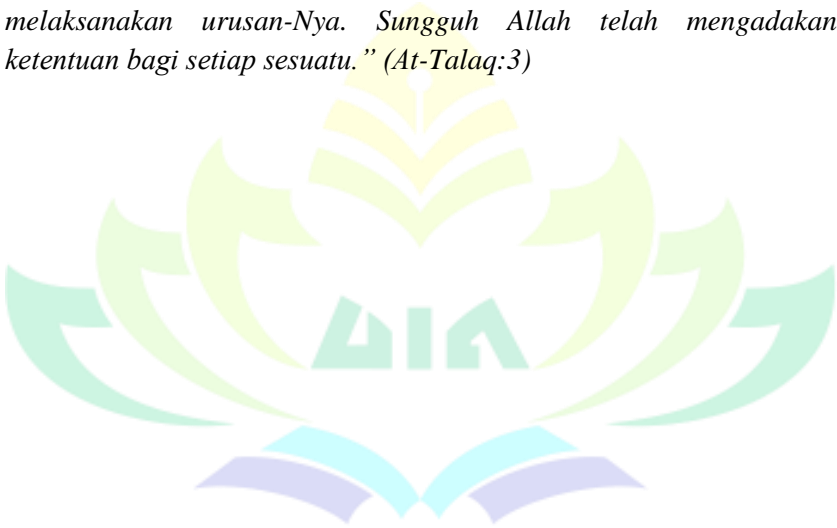 melaksanakan urusan-Nya. Sungguh Allah telah mengadakan
ketentuan bagi setiap sesuatu.” (At-Talaq:3)